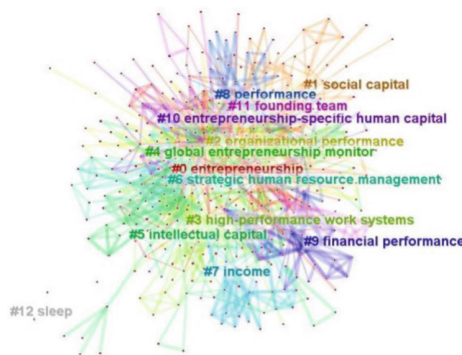 #1 social capital
#8 performance
#11 founding team
#10 entrepreneurship-specific human capital
#2 organizational performance
#4 global entrepreneurship monitor
#0 entrepreneurship
#6 strategic human resource management
#3 high-performance work systems
#5 intellectual capital
#9 financial performance
#7 income
#12 sleep